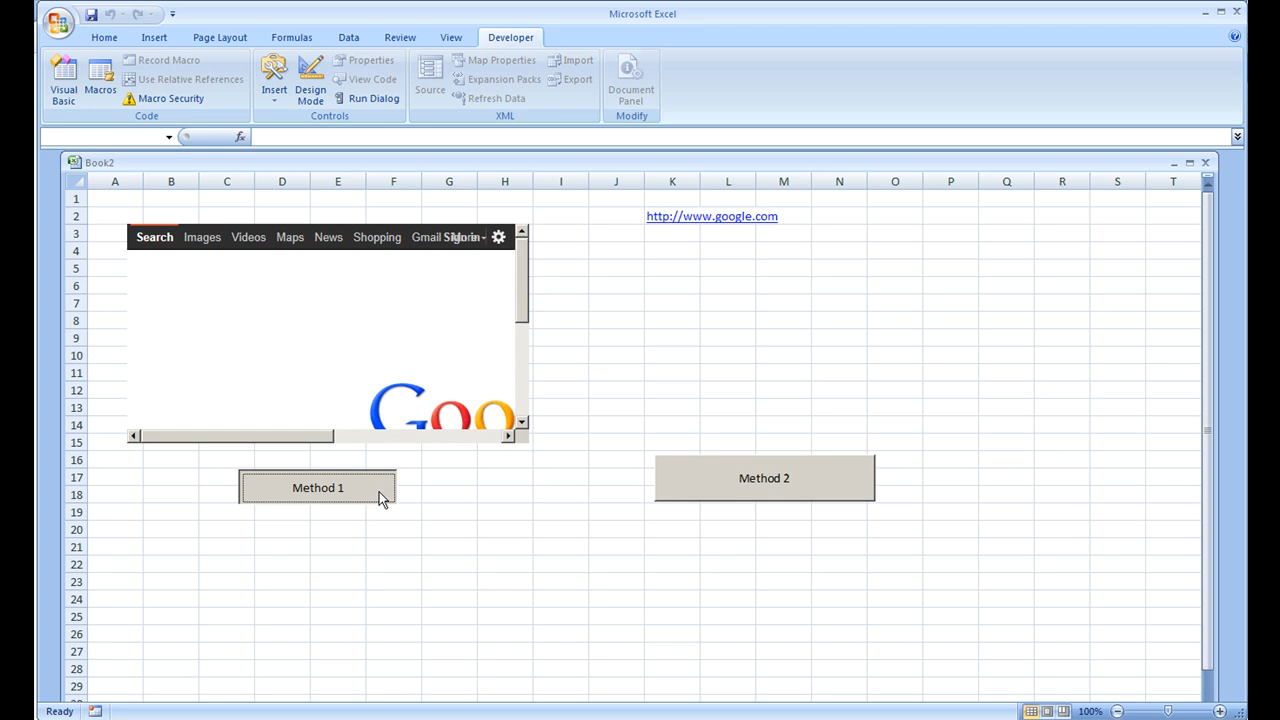 Microsoft Excel
Home Insert Page Layout Formulas Data Review View Developer
Visual Basic
Macros
Record Macro
Use Relative References
Macro Security
Code
Insert
Design Mode
Properties
View Code
Run Dialog
Controls
Source
Map Properties
Expansion Packs
Refresh Data
Import
Export
XML
Document Panel
Modify
fx
Book2
A B C D E F G H I J K L M N O P Q R S T
1
2 http://www.google.com
3 Search Images Videos Maps News Shopping Gmail
4
5
6
7
8
9
10
11
12
13 Goo
14
15
16
17 Method 1 Method 2
18
19
20
21
22
23
24
25
26
27
28
29
Ready 100%